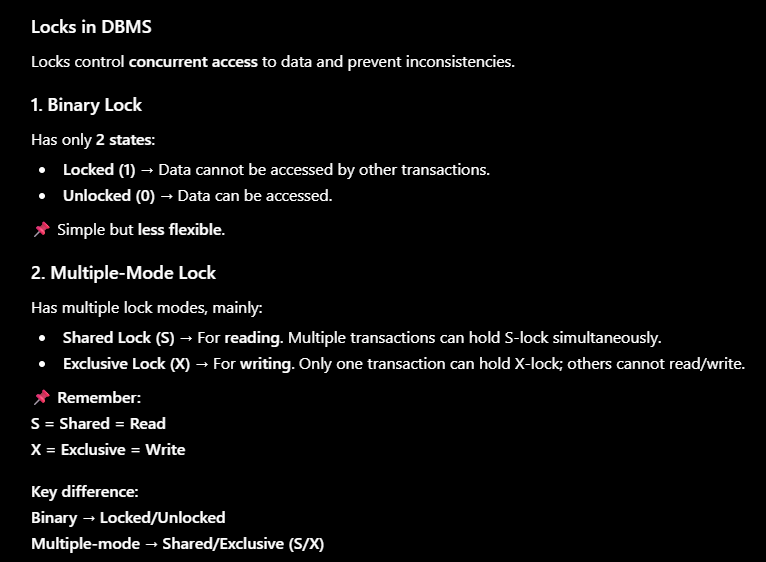 Locks in DBMS
Locks control concurrent access to data and prevent inconsistencies.
1. Binary Lock
Has only 2 states:
• Locked (1) → Data cannot be accessed by other transactions.
• Unlocked (0) → Data can be accessed.
📌 Simple but less flexible.
2. Multiple-Mode Lock
Has multiple lock modes, mainly:
• Shared Lock (S) → For reading. Multiple transactions can hold S-lock simultaneously.
• Exclusive Lock (X) → For writing. Only one transaction can hold X-lock; others cannot read/write.
📌 Remember:
S = Shared = Read
X = Exclusive = Write
Key difference:
Binary → Locked/Unlocked
Multiple-mode → Shared/Exclusive (S/X)